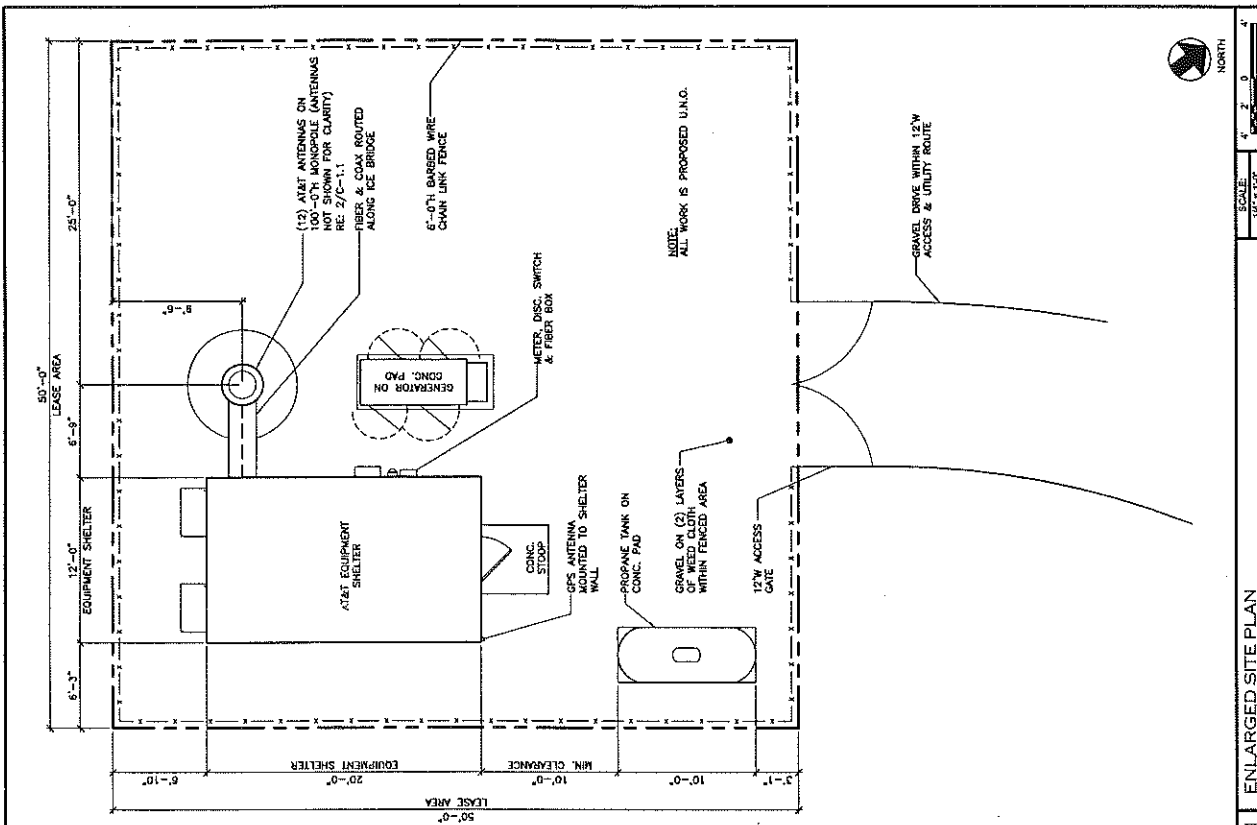 50'-0"
LEASE AREA
6'-3"
12'-0"
EQUIPMENT SHELTER
6'-9"
25'-0"
9'-6"
(12) AT&T ANTENNAS ON
100'-0"H MONOPOLE (ANTENNAS
NOT SHOWN FOR CLARITY)
RE: 2/C-1.1
FIBER & COAX ROUTED
ALONG ICE BRIDGE
6'-0"H BARBED WIRE
CHAIN LINK FENCE
GENERATOR ON
CONC. PAD
METER, DISC. SWITCH
& FIBER BOX
AT&T EQUIPMENT
SHELTER
CONC.
STOOP
GPS ANTENNA
MOUNTED TO SHELTER
WALL
PROPANE TANK ON
CONC. PAD
GRAVEL ON (2) LAYERS
OF WEED CLOTH
WITHIN FENCED AREA
12'W ACCESS
GATE
NOTE:
ALL WORK IS PROPOSED U.N.O.
GRAVEL DRIVE WITHIN 12'W
ACCESS & UTILITY ROUTE
6'-10"
20'-0"
EQUIPMENT SHELTER
10'-0"
MIN. CLEARANCE
10'-0"
3'-1"
50'-0"
LEASE AREA
NORTH
ENLARGED SITE PLAN
SCALE:
4' 2' 0 4'